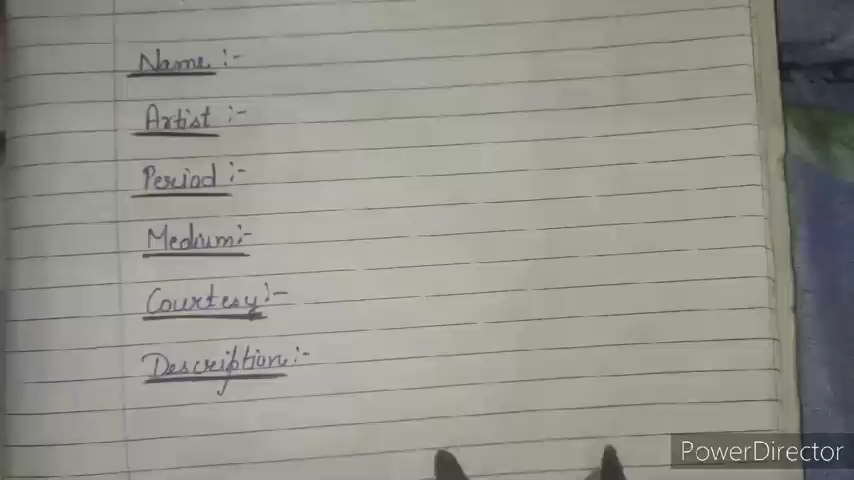 Name :-
Artist :-
Period :-
Medium:-
Courtesy:-
Description:-
PowerDirector